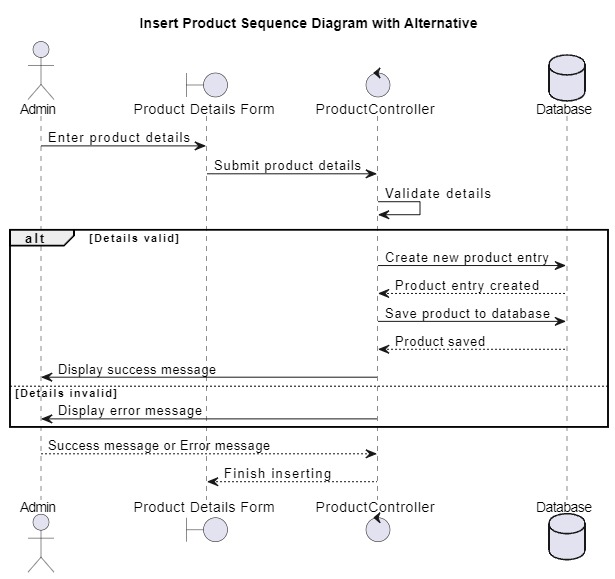 Insert Product Sequence Diagram with Alternative
Admin
Product Details Form
ProductController
Database
Enter product details
Submit product details
Validate details
alt
[Details valid]
Create new product entry
Product entry created
Save product to database
Product saved
Display success message
[Details invalid]
Display error message
Success message or Error message
Finish inserting
Admin
Product Details Form
ProductController
Database